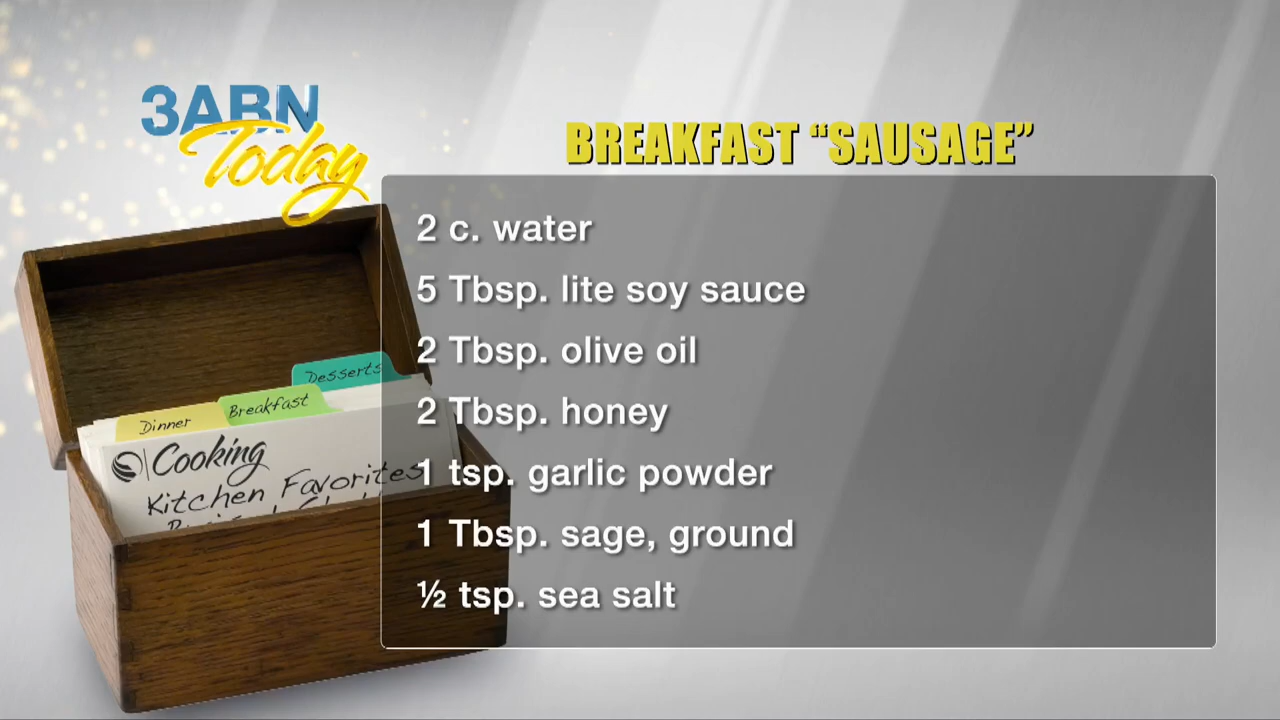 3ABN
Today
BREAKFAST “SAUSAGE”
2 c. water
5 Tbsp. lite soy sauce
2 Tbsp. olive oil
2 Tbsp. honey
1 tsp. garlic powder
1 Tbsp. sage, ground
½ tsp. sea salt
Desserts
Breakfast
Dinner
Cooking
Kitchen Favorites